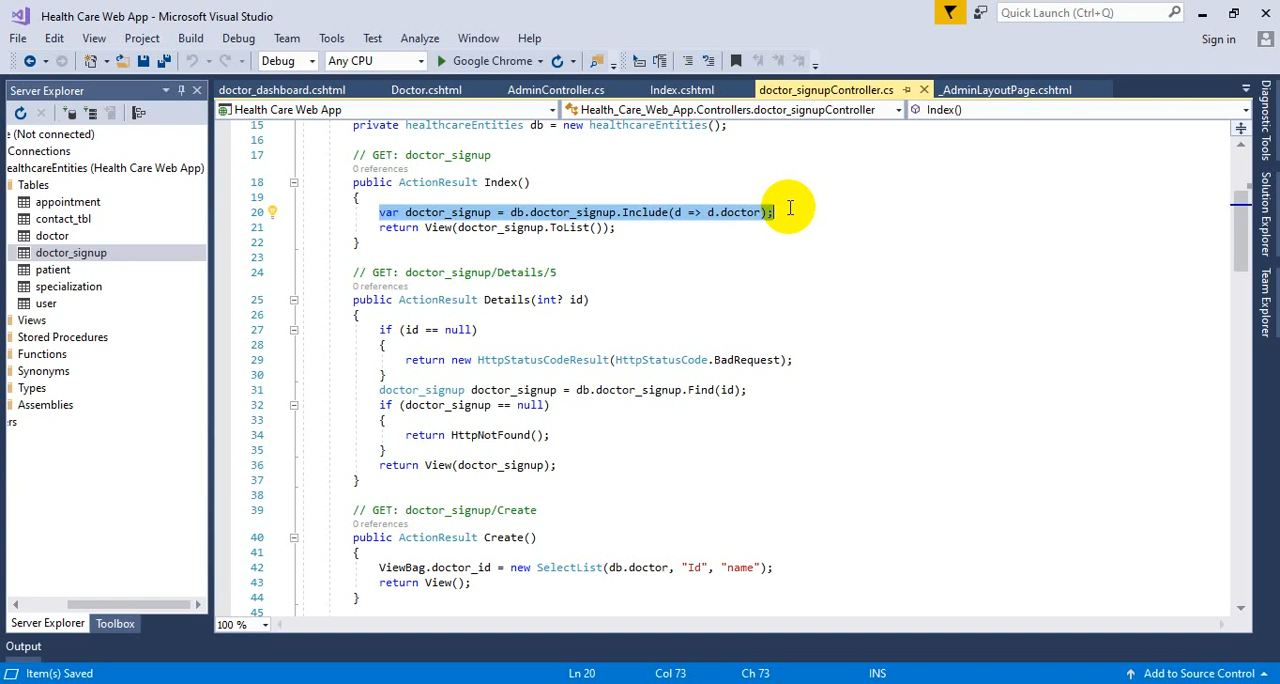 Health Care Web App - Microsoft Visual Studio
Quick Launch (Ctrl+Q)
File Edit View Project Build Debug Team Tools Test Analyze Window Help
Sign in
Debug Any CPU Google Chrome
Server Explorer
doctor_dashboard.cshtml Doctor.cshtml AdminController.cs Index.cshtml doctor_signupController.cs _AdminLayoutPage.cshtml
Health Care Web App Health_Care_Web_App.Controllers.doctor_signupController Index()
e (Not connected)
Connections
ealthcareEntities (Health Care Web App)
Tables
appointment
contact_tbl
doctor
doctor_signup
patient
specialization
user
Views
Stored Procedures
Functions
Synonyms
Types
Assemblies
ers
Server Explorer Toolbox
15 private healthcareEntities db = new healthcareEntities();
16
17 // GET: doctor_signup
0 references
18 public ActionResult Index()
19 {
20 var doctor_signup = db.doctor_signup.Include(d => d.doctor);
21 return View(doctor_signup.ToList());
22 }
23
24 // GET: doctor_signup/Details/5
0 references
25 public ActionResult Details(int? id)
26 {
27 if (id == null)
28 {
29 return new HttpStatusCodeResult(HttpStatusCode.BadRequest);
30 }
31 doctor_signup doctor_signup = db.doctor_signup.Find(id);
32 if (doctor_signup == null)
33 {
34 return HttpNotFound();
35 }
36 return View(doctor_signup);
37 }
38
39 // GET: doctor_signup/Create
0 references
40 public ActionResult Create()
41 {
42 ViewBag.doctor_id = new SelectList(db.doctor, "Id", "name");
43 return View();
44 }
45
100 %
Diagnostic Tools
Solution Explorer
Team Explorer
Output
Item(s) Saved Ln 20 Col 73 Ch 73 INS Add to Source Control